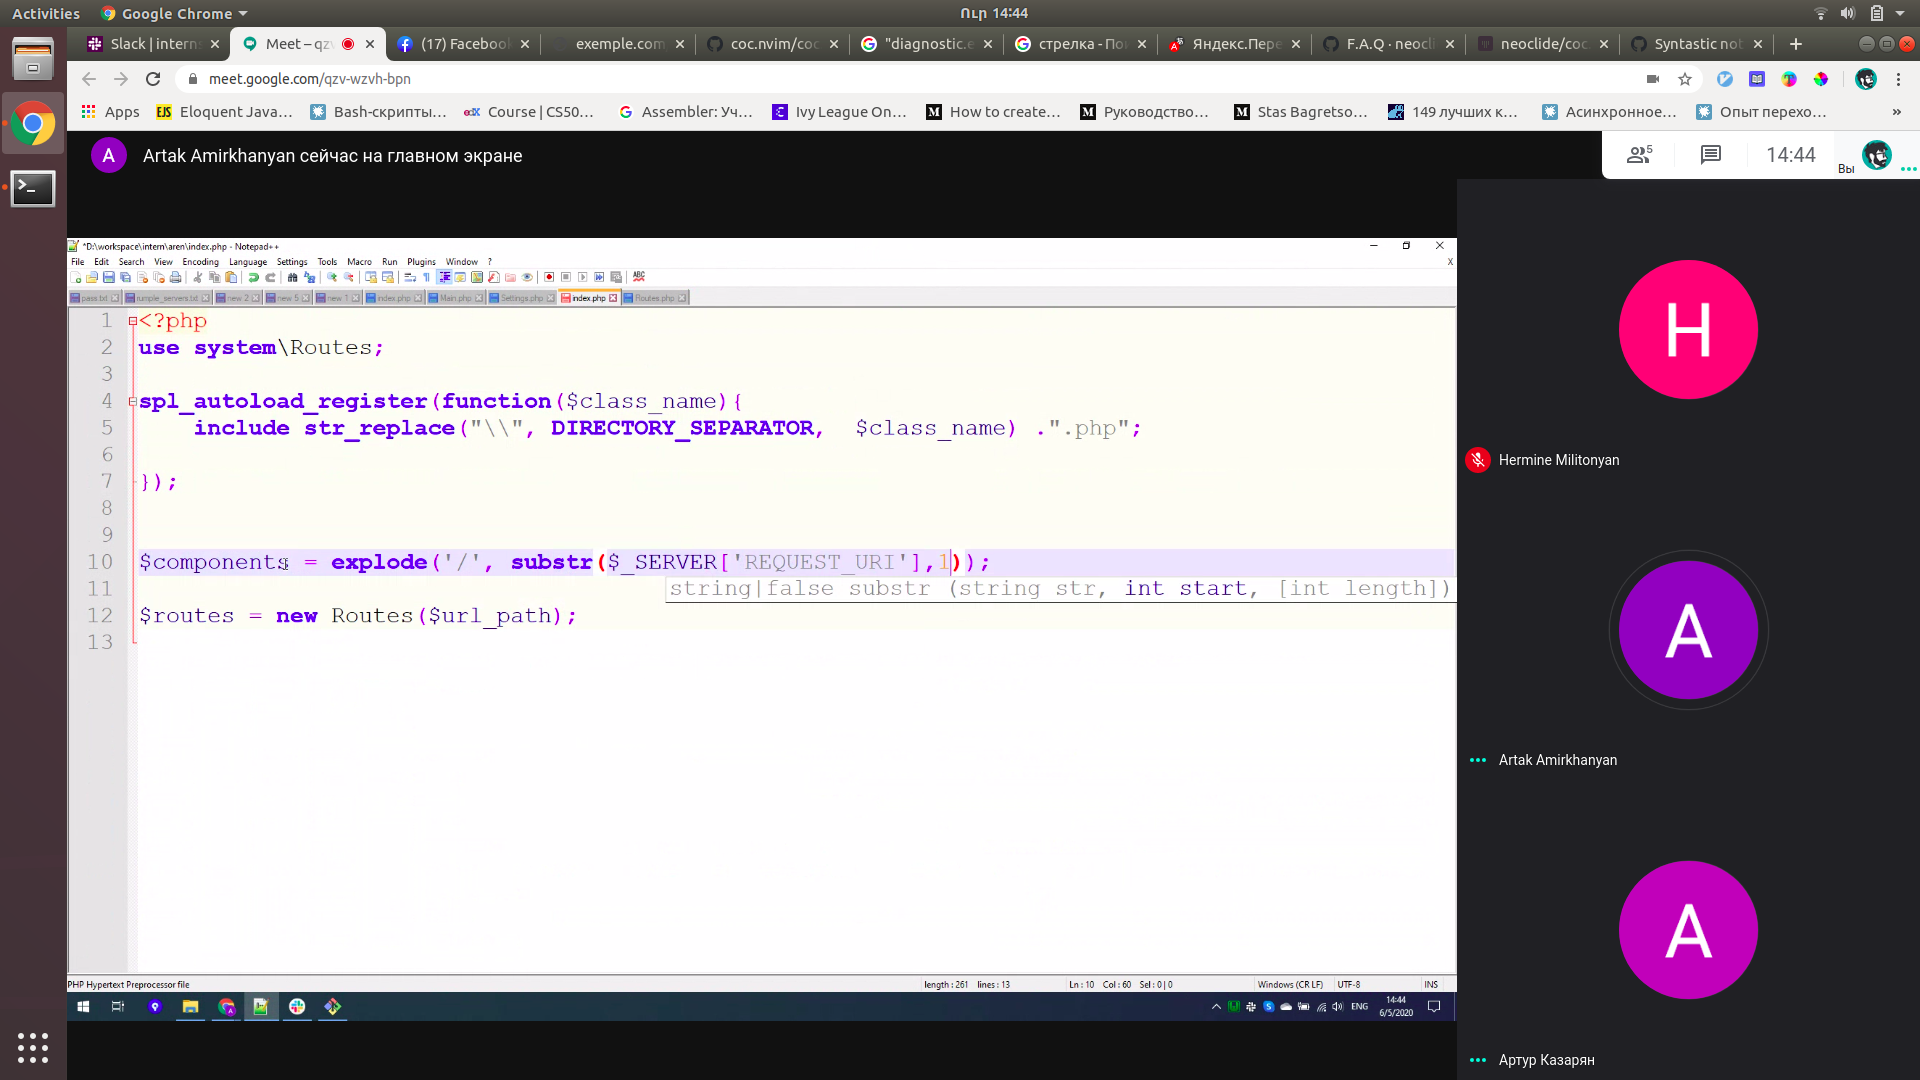 Activities
Google Chrome
Ուր 14:44
Slack | intern
Meet – qz
(17) Facebook
exemple.com
coc.nvim/coc
"diagnostic.e
стрелка - По
Яндекс.Пере
F.A.Q · neocl
neoclide/coc
Syntastic not
meet.google.com/qzv-wzvh-bpn
Apps
Eloquent Java…
Bash-скрипты…
Course | CS50…
Assembler: Уч…
Ivy League On…
How to create…
Руководство…
Stas Bagretso…
149 лучших к…
Асинхронное…
Опыт перехо…
»
A
Artak Amirkhanyan сейчас на главном экране
5
14:44
Вы
*D:\workspace\intern\aren\index.php - Notepad++
File Edit Search View Encoding Language Settings Tools Macro Run Plugins Window ?
X
pass.txt
rumple_servers.txt
new 2
new 5
new 1
index.php
Main.php
Settings.php
index.php
Routes.php
1 <?php
2 use system\Routes;
3
4 spl_autoload_register(function($class_name){
5 include str_replace("\\", DIRECTORY_SEPARATOR, $class_name) .".php";
6
7 });
8
9
10 $components = explode('/', substr($_SERVER['REQUEST_URI'],1));
11 string|false substr (string str, int start, [int length])
12 $routes = new Routes($url_path);
13
PHP Hypertext Preprocessor file
length : 261 lines : 13
Ln : 10 Col : 60 Sel : 0 | 0
Windows (CR LF)
UTF-8
INS
ENG
14:44
6/5/2020
H
Hermine Militonyan
A
Artak Amirkhanyan
A
Артур Казарян